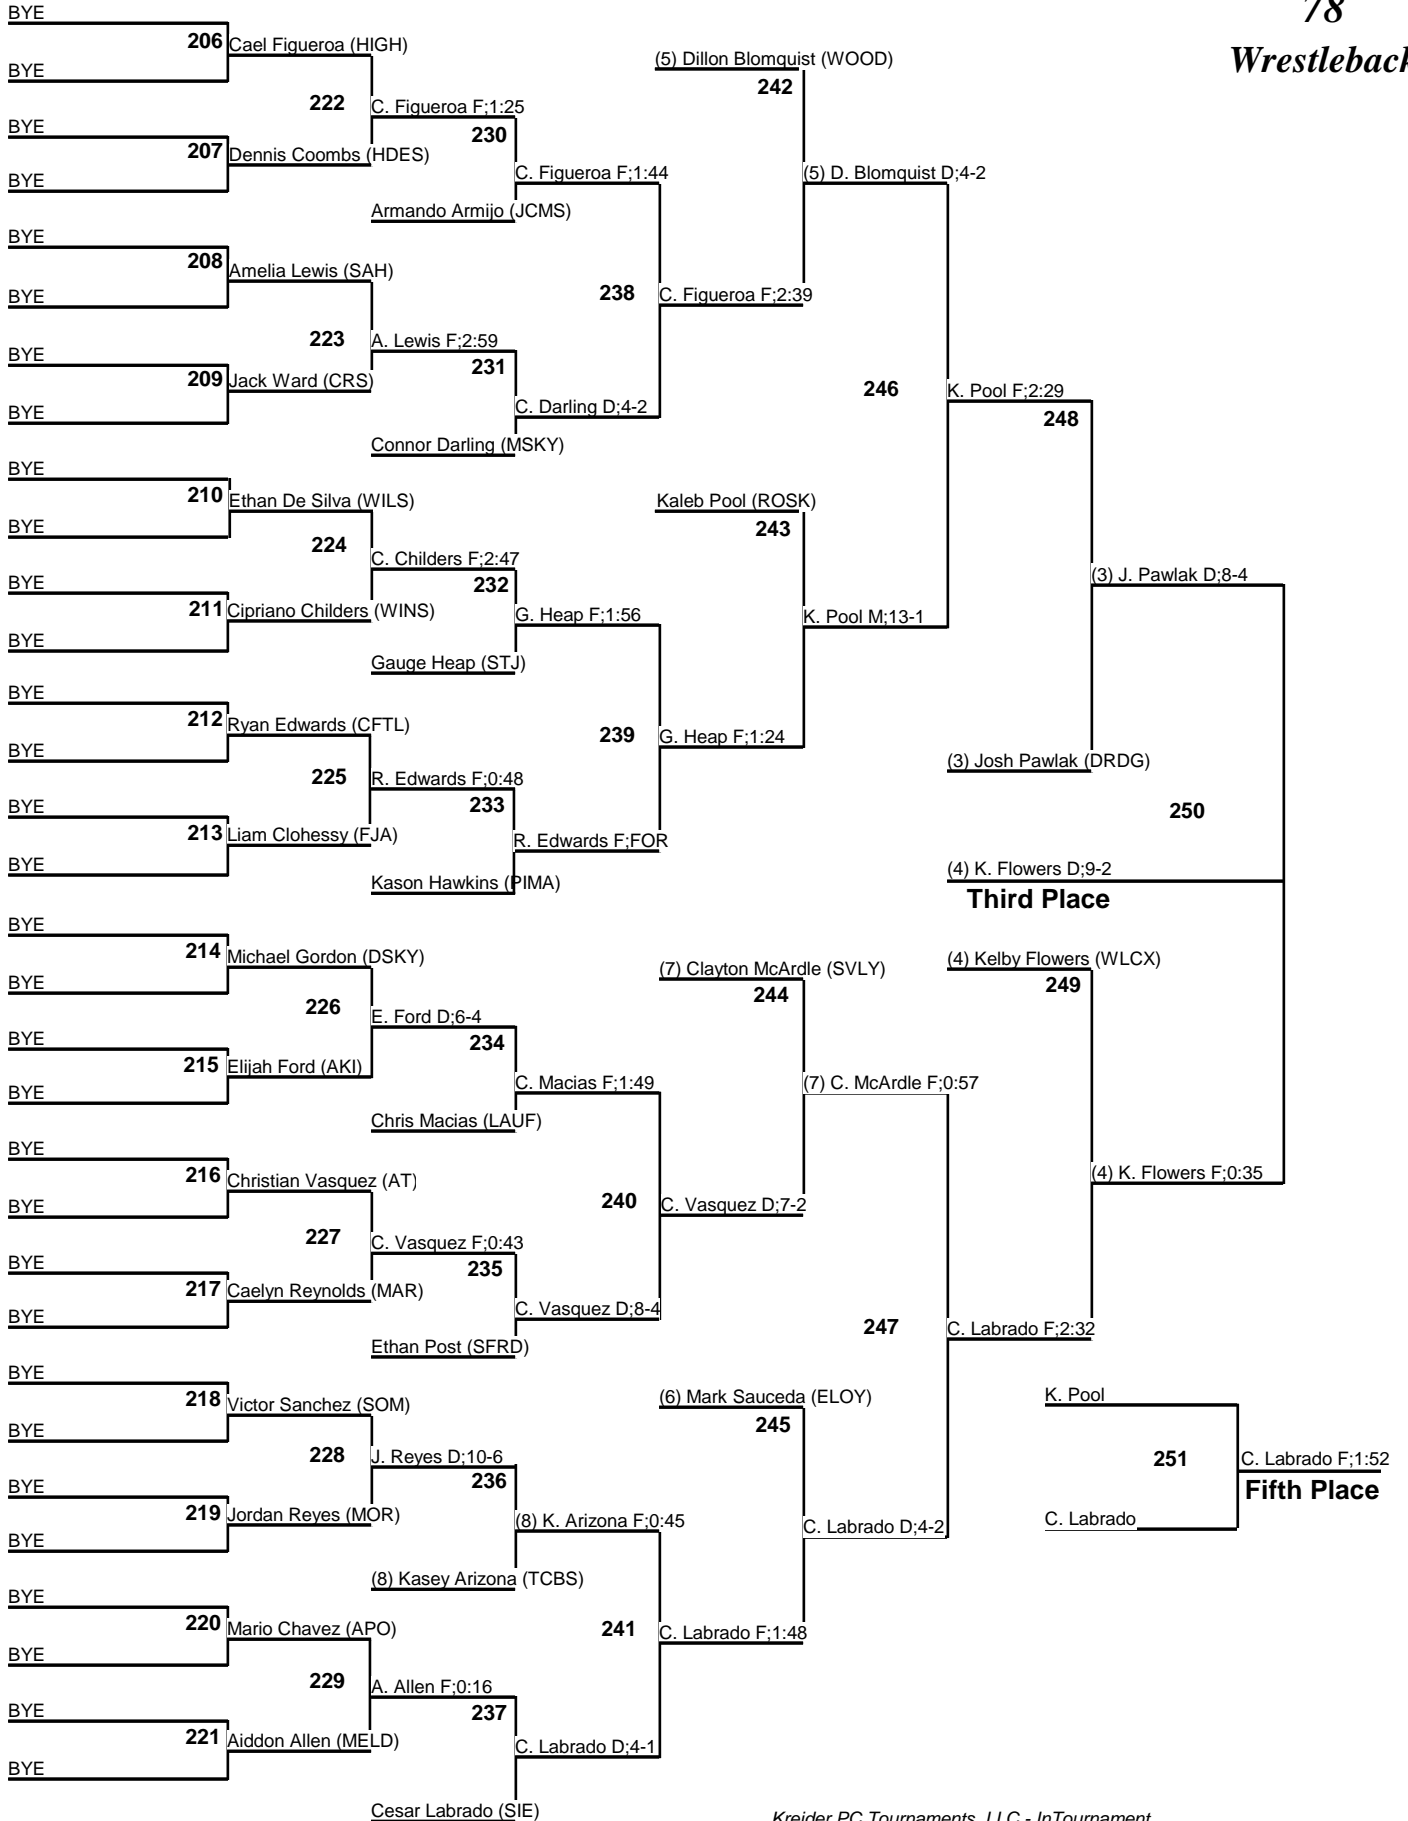 78
Wrestleback
BYE
206 Cael Figueroa (HIGH)
BYE
222 C. Figueroa F;1:25
BYE
207 Dennis Coombs (HDES)
BYE
230 C. Figueroa F;1:44
Armando Armijo (JCMS)
BYE
208 Amelia Lewis (SAH)
BYE
223 A. Lewis F;2:59
BYE
209 Jack Ward (CRS)
BYE
231 C. Darling D;4-2
Connor Darling (MSKY)
238 C. Figueroa F;2:39
(5) Dillon Blomquist (WOOD)
242 (5) D. Blomquist D;4-2
BYE
210 Ethan De Silva (WILS)
BYE
224 C. Childers F;2:47
BYE
211 Cipriano Childers (WINS)
BYE
232 G. Heap F;1:56
Gauge Heap (STJ)
BYE
212 Ryan Edwards (CFTL)
BYE
225 R. Edwards F;0:48
BYE
213 Liam Clohessy (FJA)
BYE
233 R. Edwards F;FOR
Kason Hawkins (PIMA)
239 G. Heap F;1:24
Kaleb Pool (ROSK)
243 K. Pool M;13-1
246 K. Pool F;2:29
248 (3) J. Pawlak D;8-4
(3) Josh Pawlak (DRDG)
250
(4) K. Flowers D;9-2
Third Place
BYE
214 Michael Gordon (DSKY)
BYE
226 E. Ford D;6-4
BYE
215 Elijah Ford (AKI)
BYE
234 C. Macias F;1:49
Chris Macias (LAUF)
BYE
216 Christian Vasquez (AT)
BYE
227 C. Vasquez F;0:43
BYE
217 Caelyn Reynolds (MAR)
BYE
235 C. Vasquez D;8-4
Ethan Post (SFRD)
240 C. Vasquez D;7-2
(7) Clayton McArdle (SVLY)
244 (7) C. McArdle F;0:57
(4) Kelby Flowers (WLCX)
249 (4) K. Flowers F;0:35
BYE
218 Victor Sanchez (SOM)
BYE
228 J. Reyes D;10-6
BYE
219 Jordan Reyes (MOR)
BYE
236 (8) K. Arizona F;0:45
(8) Kasey Arizona (TCBS)
BYE
220 Mario Chavez (APO)
BYE
229 A. Allen F;0:16
BYE
221 Aiddon Allen (MELD)
BYE
237 C. Labrado D;4-1
Cesar Labrado (SIE)
241 C. Labrado F;1:48
(6) Mark Sauceda (ELOY)
245 C. Labrado D;4-2
247 C. Labrado F;2:32
K. Pool
251 C. Labrado F;1:52
Fifth Place
C. Labrado
Kreider PC Tournaments, LLC - InTournament